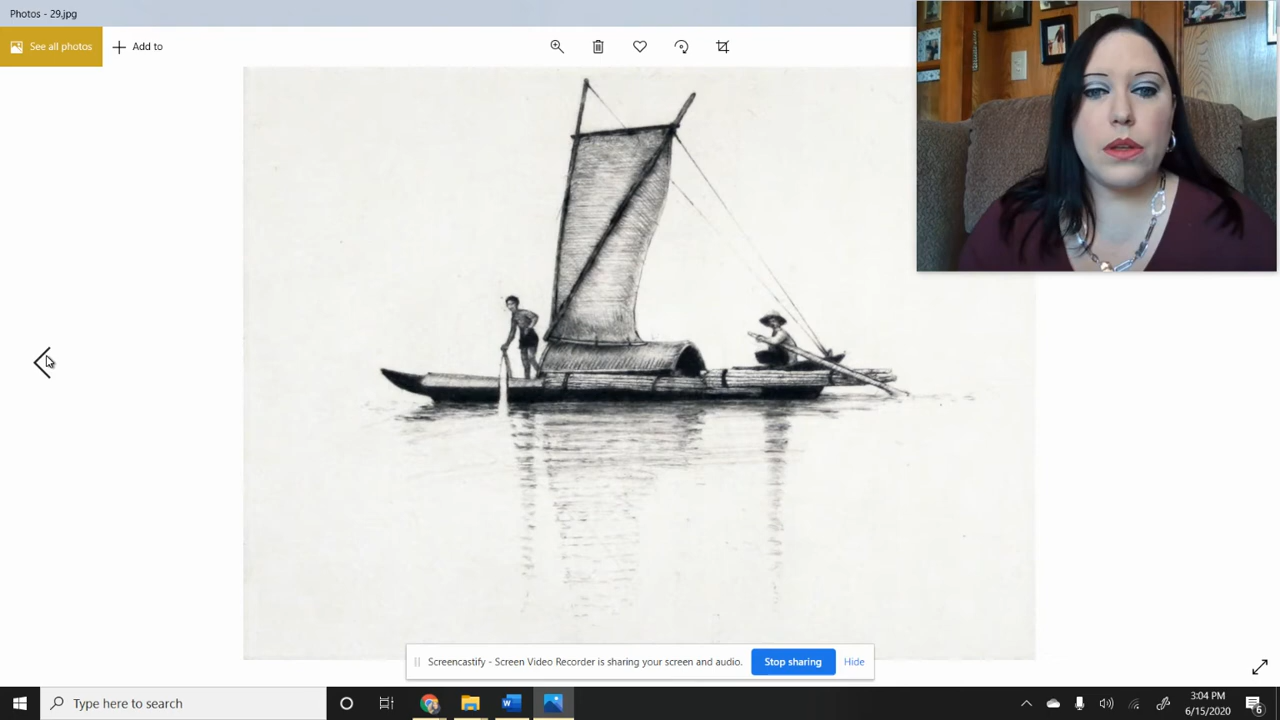 Photos - 29.jpg
See all photos
Add to
Screencastify - Screen Video Recorder is sharing your screen and audio.
Stop sharing
Hide
Type here to search
3:04 PM
6/15/2020
6